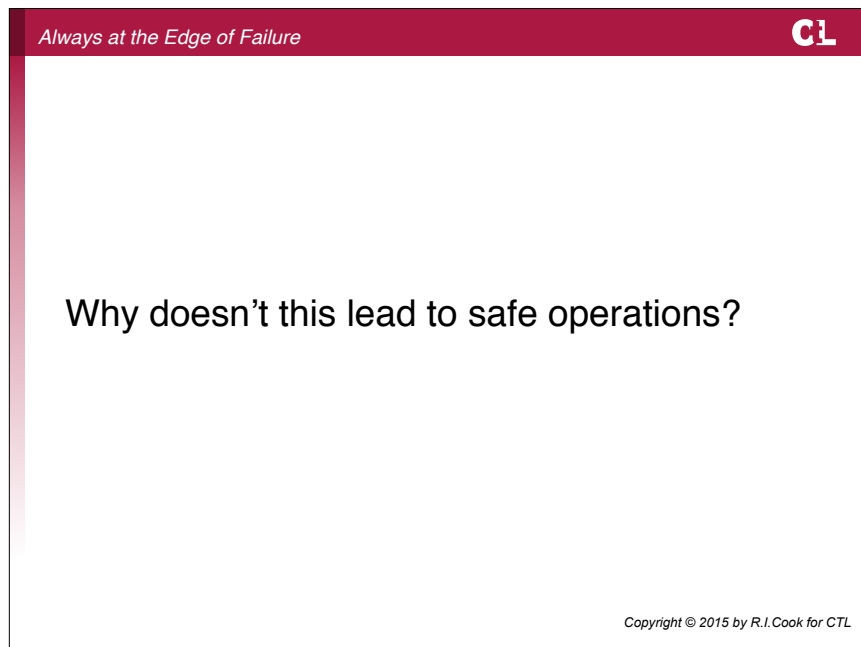 Always at the Edge of Failure
CtL
Why doesn’t this lead to safe operations?
Copyright © 2015 by R.I.Cook for CTL